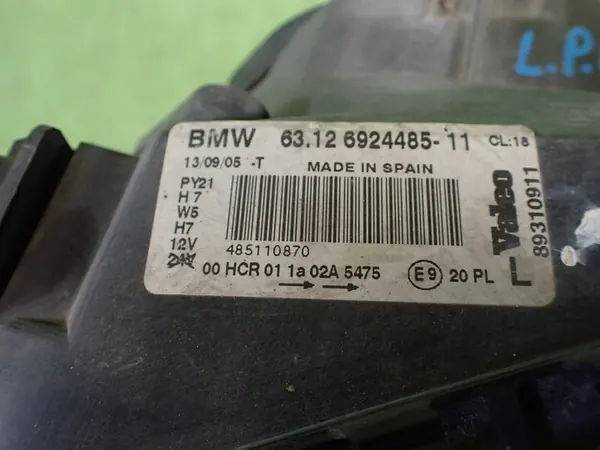 L.P.
BMW 63.12 6924485-11 CL:18
13/09/05 -T MADE IN SPAIN
PY21
H7
W5
H7
12V
24V
485110870
00 HCR 01 1a 02A 5475 E9 20 PL
L Valeo
89310911